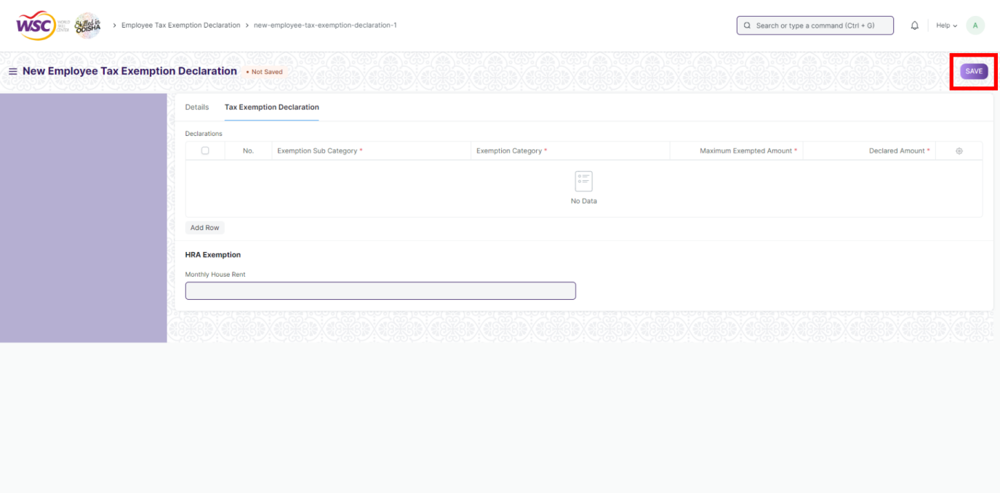 WSC WORLD SKILL CENTER Skilled in ODISHA > Employee Tax Exemption Declaration > new-employee-tax-exemption-declaration-1 Search or type a command (Ctrl + G) Help A
New Employee Tax Exemption Declaration • Not Saved SAVE
Details Tax Exemption Declaration
Declarations
No. Exemption Sub Category * Exemption Category * Maximum Exempted Amount * Declared Amount *
No Data
Add Row
HRA Exemption
Monthly House Rent